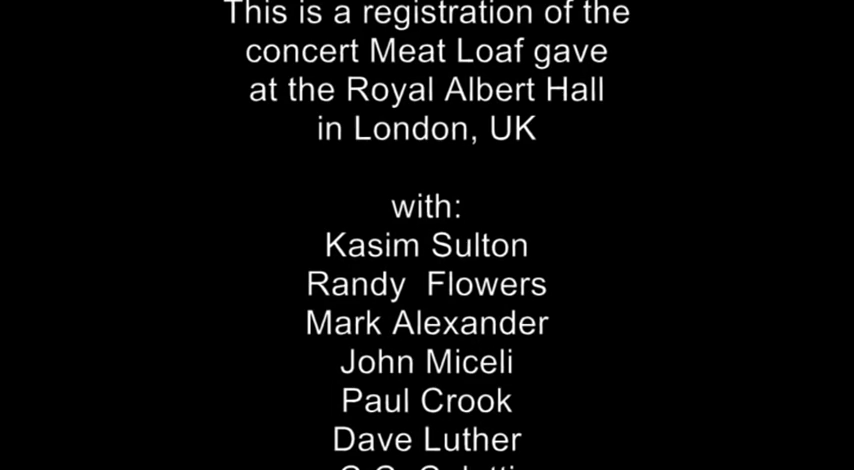 This is a registration of the
concert Meat Loaf gave
at the Royal Albert Hall
in London, UK
with:
Kasim Sulton
Randy  Flowers
Mark Alexander
John Miceli
Paul Crook
Dave Luther